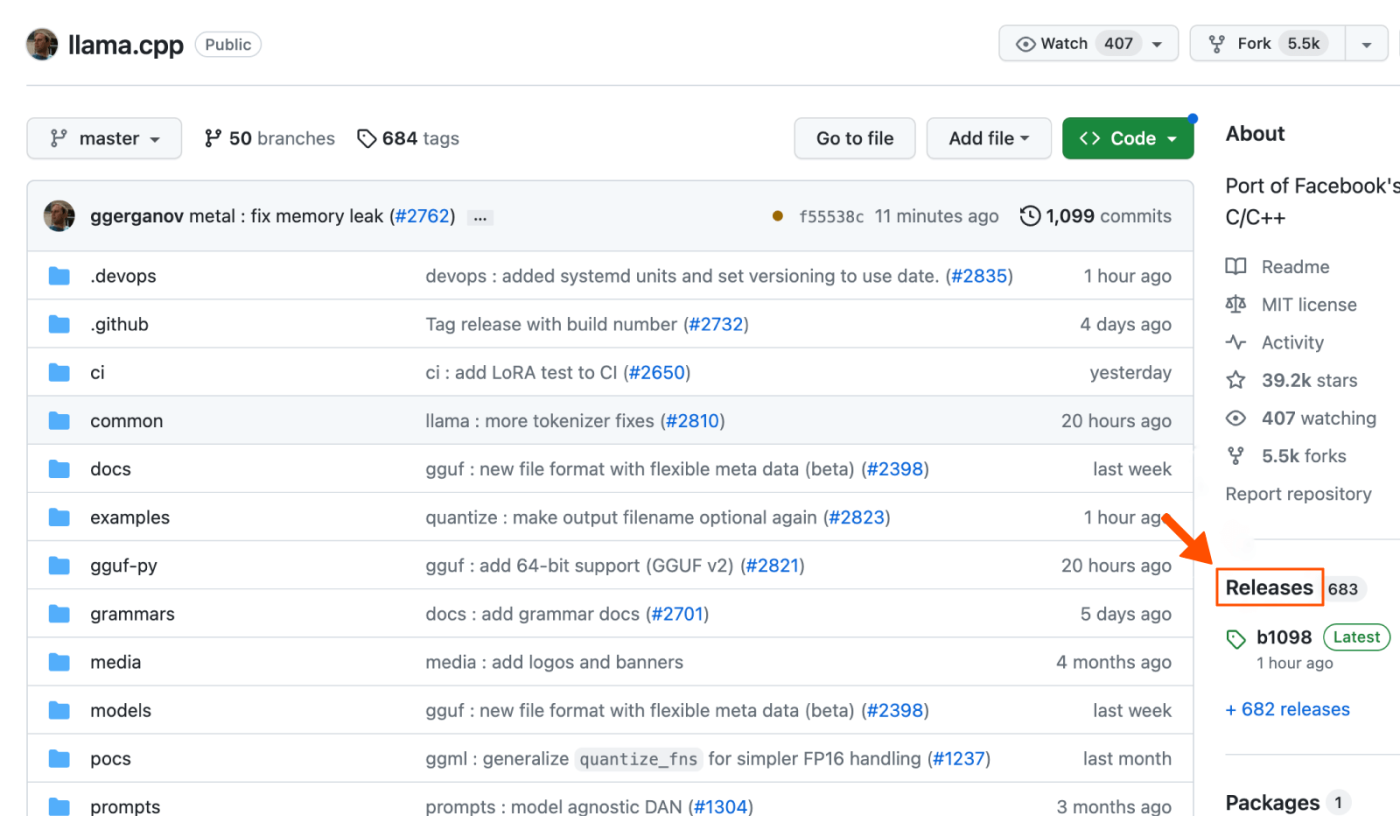 llama.cpp Public Watch 407 Fork 5.5k
master 50 branches 684 tags Go to file Add file Code
ggerganov metal : fix memory leak (#2762) ... f55538c 11 minutes ago 1,099 commits
.devops devops : added systemd units and set versioning to use date. (#2835) 1 hour ago
.github Tag release with build number (#2732) 4 days ago
ci ci : add LoRA test to CI (#2650) yesterday
common llama : more tokenizer fixes (#2810) 20 hours ago
docs gguf : new file format with flexible meta data (beta) (#2398) last week
examples quantize : make output filename optional again (#2823) 1 hour ago
gguf-py gguf : add 64-bit support (GGUF v2) (#2821) 20 hours ago
grammars docs : add grammar docs (#2701) 5 days ago
media media : add logos and banners 4 months ago
models gguf : new file format with flexible meta data (beta) (#2398) last week
pocs ggml : generalize quantize_fns for simpler FP16 handling (#1237) last month
prompts prompts : model agnostic DAN (#1304) 3 months ago
About
Port of Facebook's
C/C++
Readme
MIT license
Activity
39.2k stars
407 watching
5.5k forks
Report repository
Releases 683
b1098 Latest
1 hour ago
+ 682 releases
Packages 1